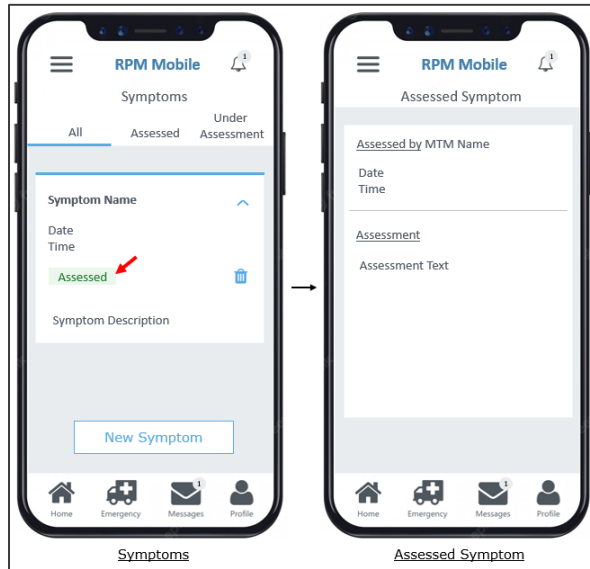 RPM Mobile
1
Symptoms
All
Assessed
Under
Assessment
Symptom Name
Date
Time
Assessed
Symptom Description
New Symptom
1
Home
Emergency
Messages
Profile
Symptoms
RPM Mobile
1
Assessed Symptom
Assessed by MTM Name
Date
Time
Assessment
Assessment Text
1
Home
Emergency
Messages
Profile
Assessed Symptom